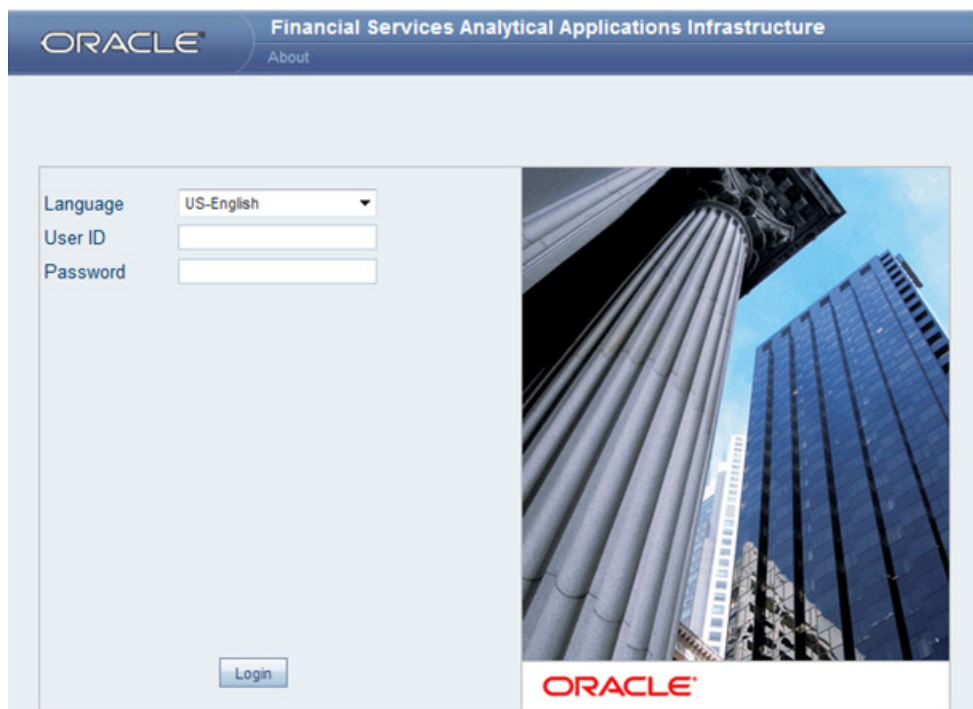 ORACLE
Financial Services Analytical Applications Infrastructure
About
Language
US-English
User ID
Password
Login
ORACLE